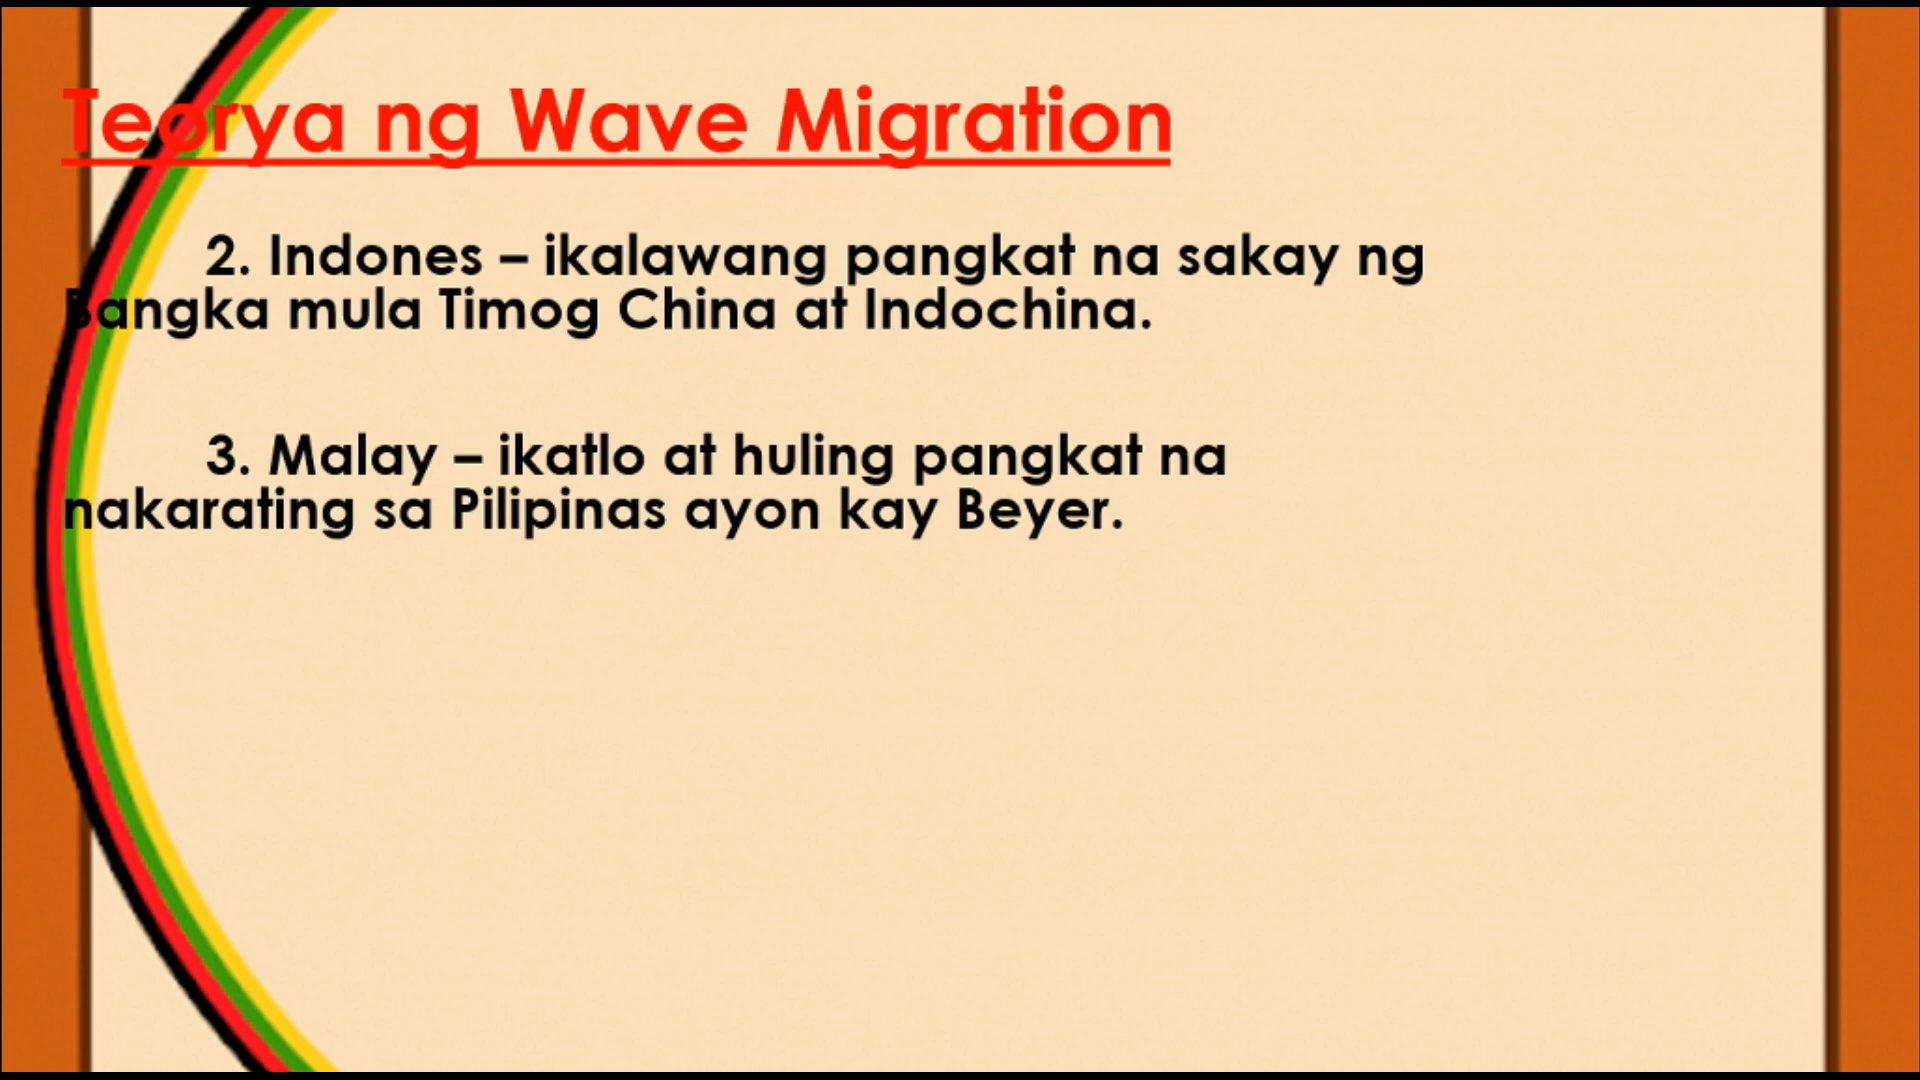 Teorya ng Wave Migration
2. Indones – ikalawang pangkat na sakay ng
Bangka mula Timog China at Indochina.
3. Malay – ikatlo at huling pangkat na
nakarating sa Pilipinas ayon kay Beyer.